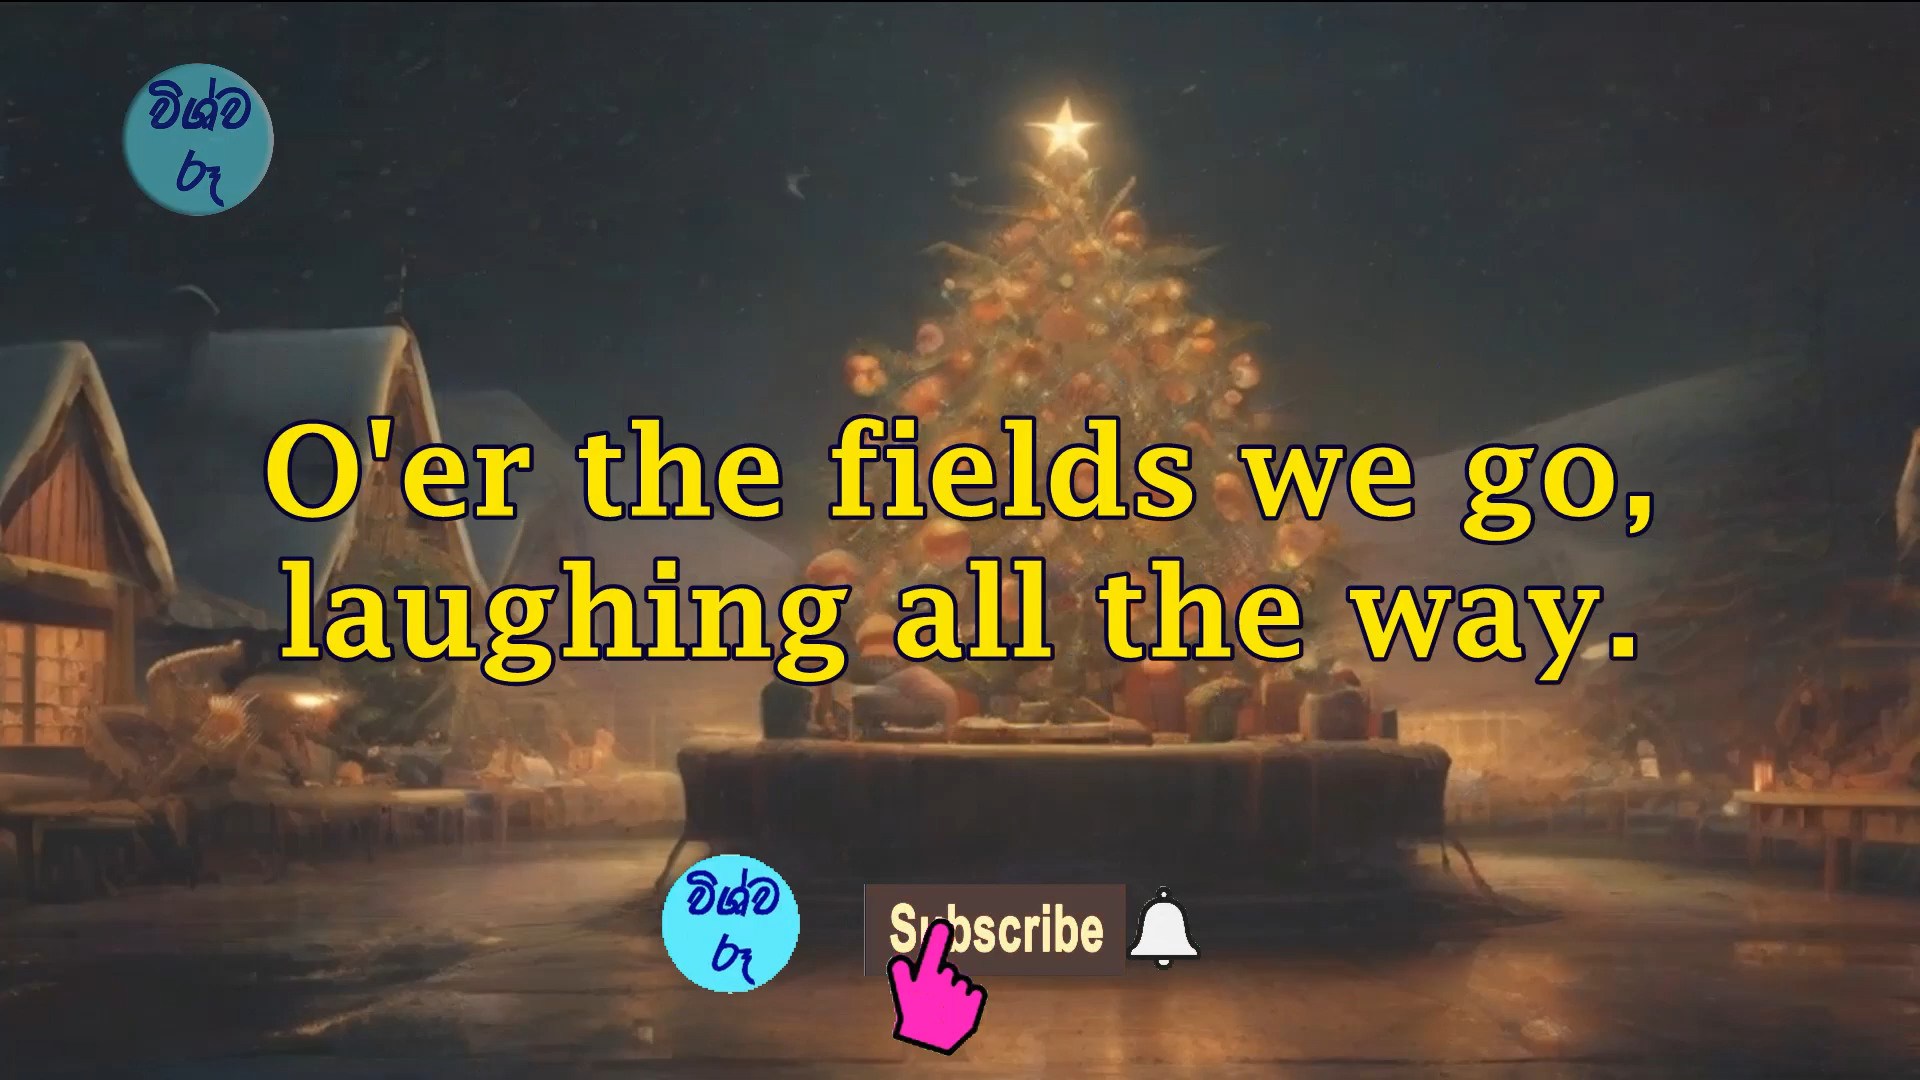 විශ්ව
රූ
O'er the fields we go,
laughing all the way.
විශ්ව
රූ
Subscribe